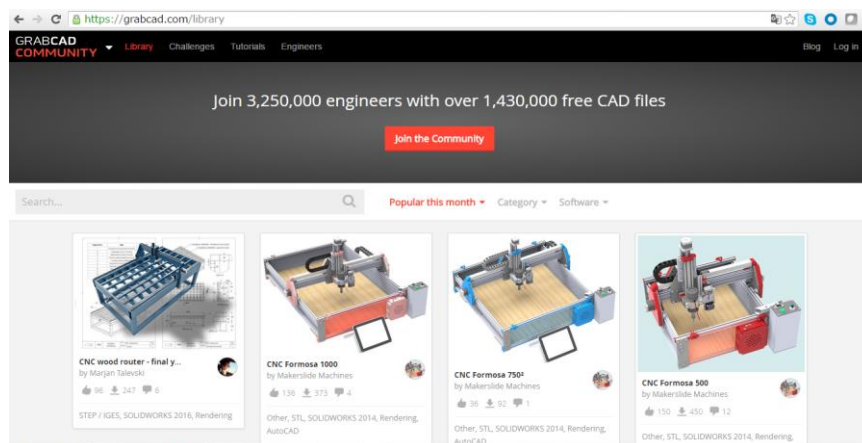 https://grabcad.com/library
GRABCAD
COMMUNITY
Library Challenges Tutorials Engineers Blog Log in
Join 3,250,000 engineers with over 1,430,000 free CAD files
Join the Community
Search... Popular this month Category Software
CNC wood router - final y...
by Marjan Talevski
96 247 6
STEP / IGES, SOLIDWORKS 2016, Rendering
CNC Formosa 1000
by Makerslide Machines
136 373 4
Other, STL, SOLIDWORKS 2014, Rendering,
AutoCAD
CNC Formosa 750²
by Makerslide Machines
36 92 1
Other, STL, SOLIDWORKS 2014, Rendering,
AutoCAD
CNC Formosa 500
by Makerslide Machines
150 450 12
Other, STL, SOLIDWORKS 2014, Rendering,